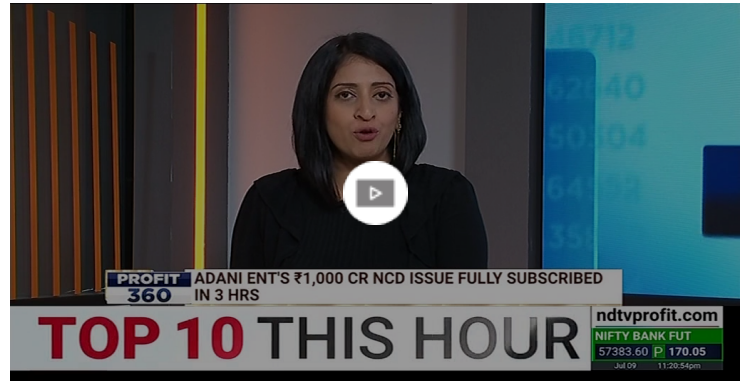 46712
PROFIT
360
ADANI ENT'S ₹1,000 CR NCD ISSUE FULLY SUBSCRIBED
IN 3 HRS
TOP 10 THIS HOUR
ndtvprofit.com
NIFTY BANK FUT
57383.60 P 170.05
Jul 09 11:20:54pm